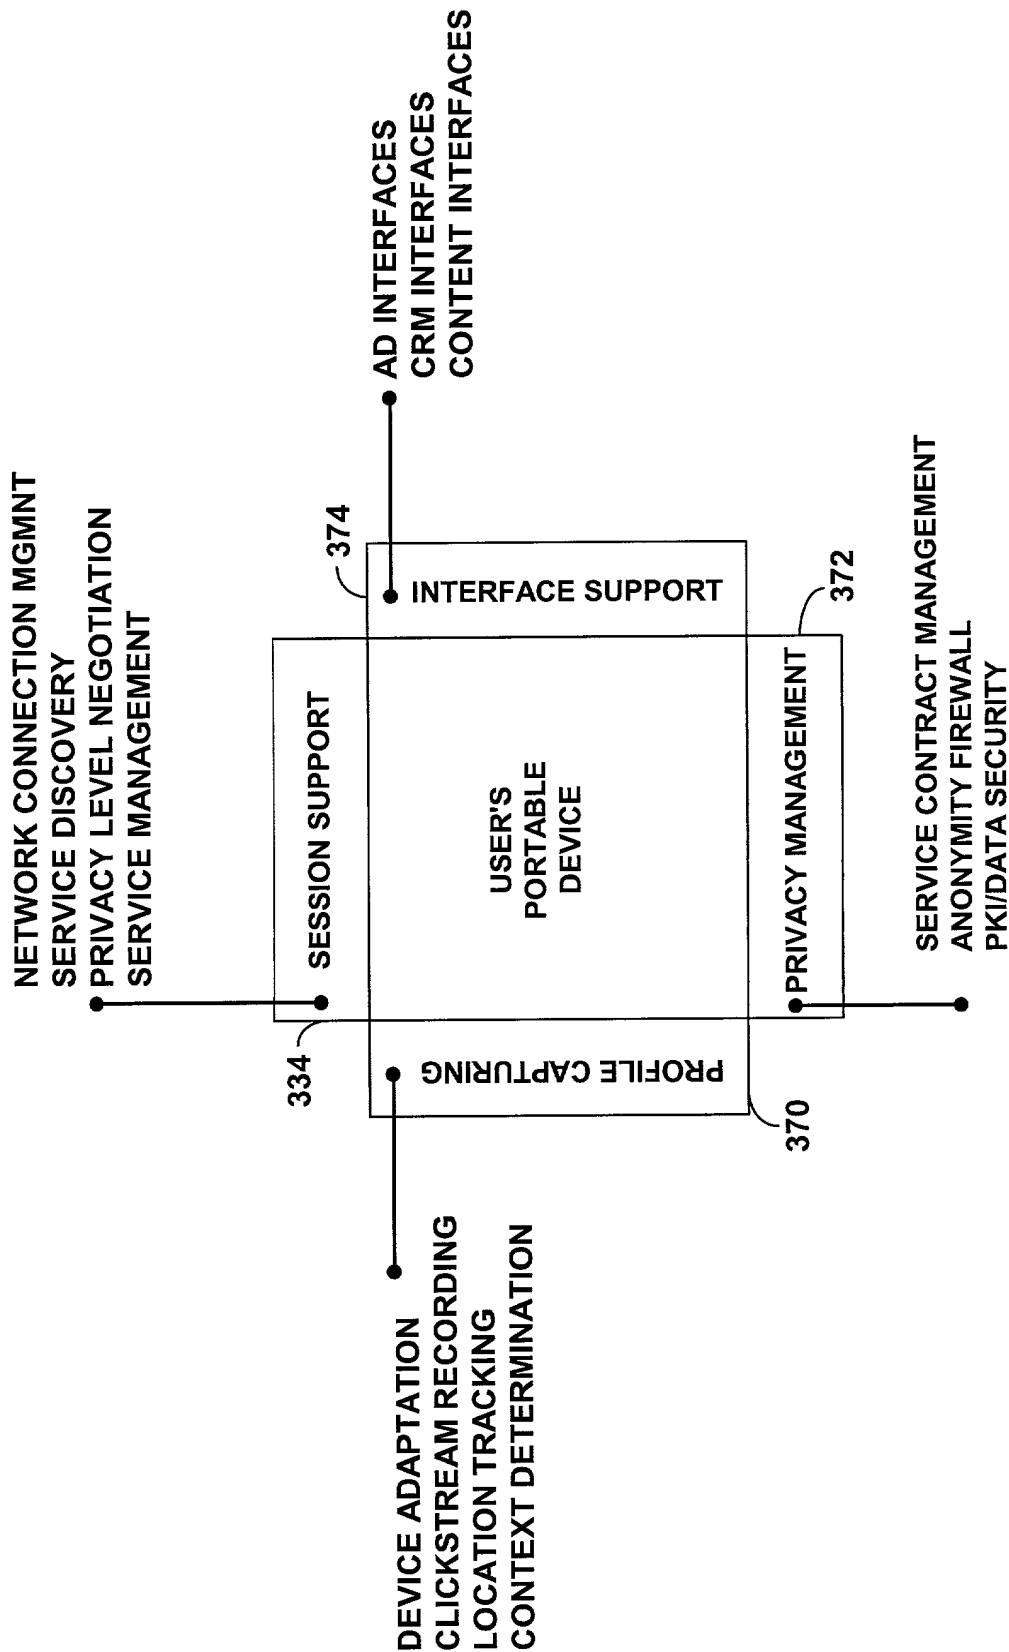 NETWORK CONNECTION MGMNT
SERVICE DISCOVERY
PRIVACY LEVEL NEGOTIATION
SERVICE MANAGEMENT
334
SESSION SUPPORT
374
AD INTERFACES
CRM INTERFACES
CONTENT INTERFACES
DEVICE ADAPTATION
CLICKSTREAM RECORDING
LOCATION TRACKING
CONTEXT DETERMINATION
PROFILE CAPTURING
USER'S
PORTABLE
DEVICE
INTERFACE SUPPORT
370
PRIVACY MANAGEMENT
372
SERVICE CONTRACT MANAGEMENT
ANONYMITY FIREWALL
PKI/DATA SECURITY